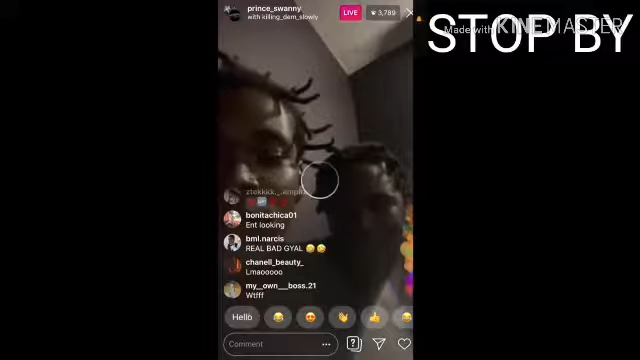 prince_swanny
with killing_dem_slowly
LIVE
3,789
Made with KINEMASTER
STOP BY
bonitachica01
Ent looking
bml.narcis
REAL BAD GYAL 😂🤣
chanell_beauty_
Lmaooooo
my__own___boss.21
Wtfff
Hello
Comment